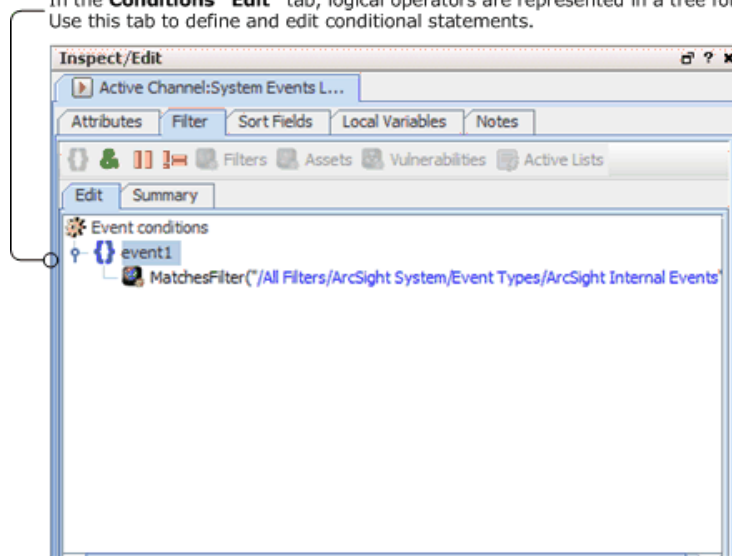 In the Conditions "Edit" tab, logical operators are represented in a tree fo
Use this tab to define and edit conditional statements.
Inspect/Edit
Active Channel:System Events L...
Attributes Filter Sort Fields Local Variables Notes
Filters Assets Vulnerabilities Active Lists
Edit Summary
Event conditions
event1
MatchesFilter("/All Filters/ArcSight System/Event Types/ArcSight Internal Events"